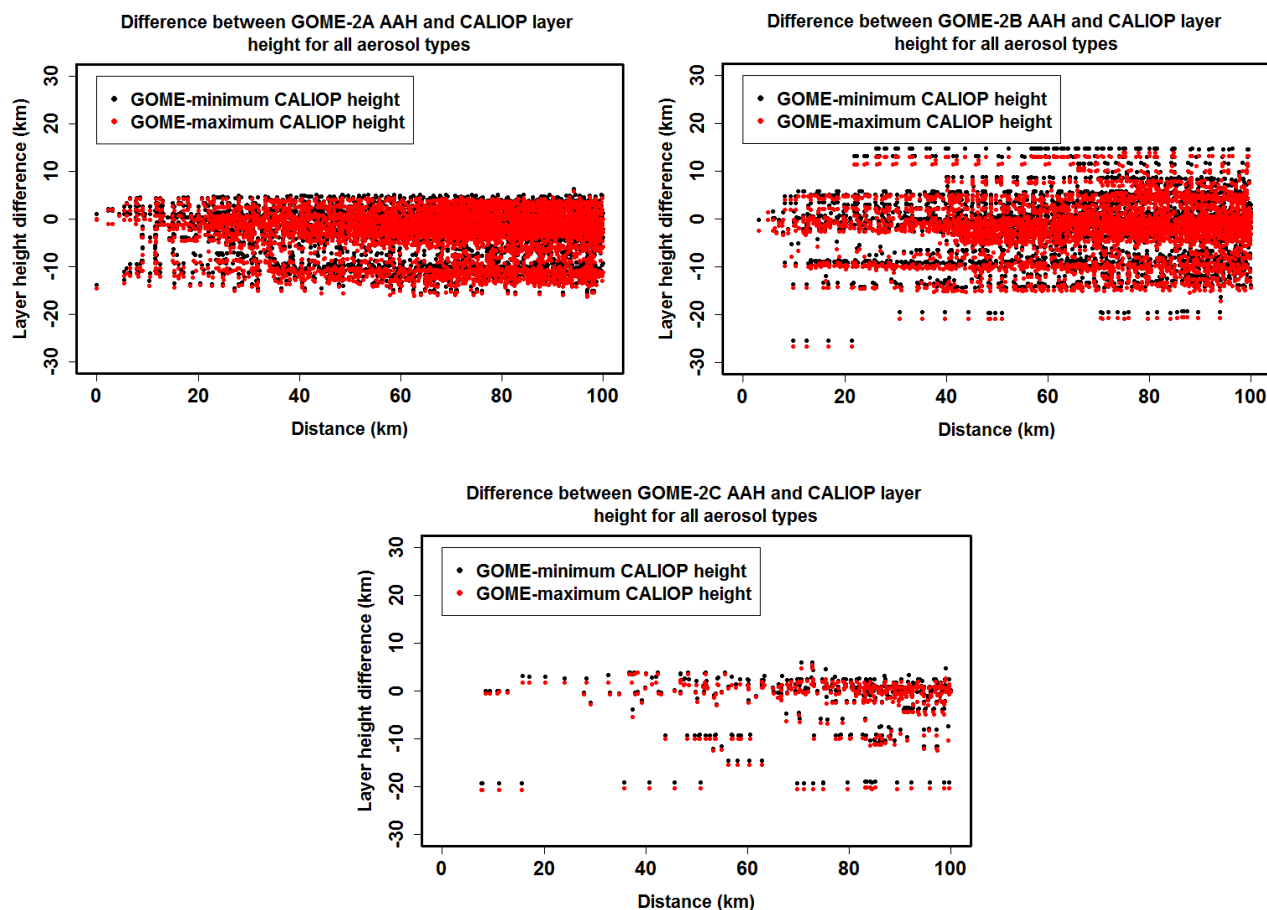 Difference between GOME-2A AAH and CALIOP layer
height for all aerosol types
Layer height difference (km)
30
20
10
0
-10
-20
-30
GOME-minimum CALIOP height
GOME-maximum CALIOP height
0 20 40 60 80 100
Distance (km)
Difference between GOME-2B AAH and CALIOP layer
height for all aerosol types
Layer height difference (km)
30
20
10
0
-10
-20
-30
GOME-minimum CALIOP height
GOME-maximum CALIOP height
0 20 40 60 80 100
Distance (km)
Difference between GOME-2C AAH and CALIOP layer
height for all aerosol types
Layer height difference (km)
30
20
10
0
-10
-20
-30
GOME-minimum CALIOP height
GOME-maximum CALIOP height
0 20 40 60 80 100
Distance (km)